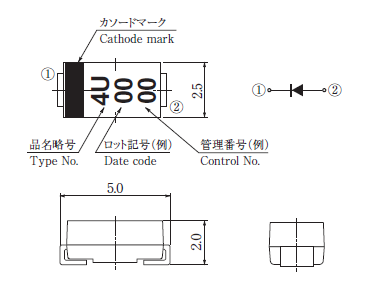 カソードマーク
Cathode mark
①
4U
00
00
②
2.5
①
②
品名略号
Type No.
ロット記号(例)
Date code
管理番号(例)
Control No.
5.0
2.0